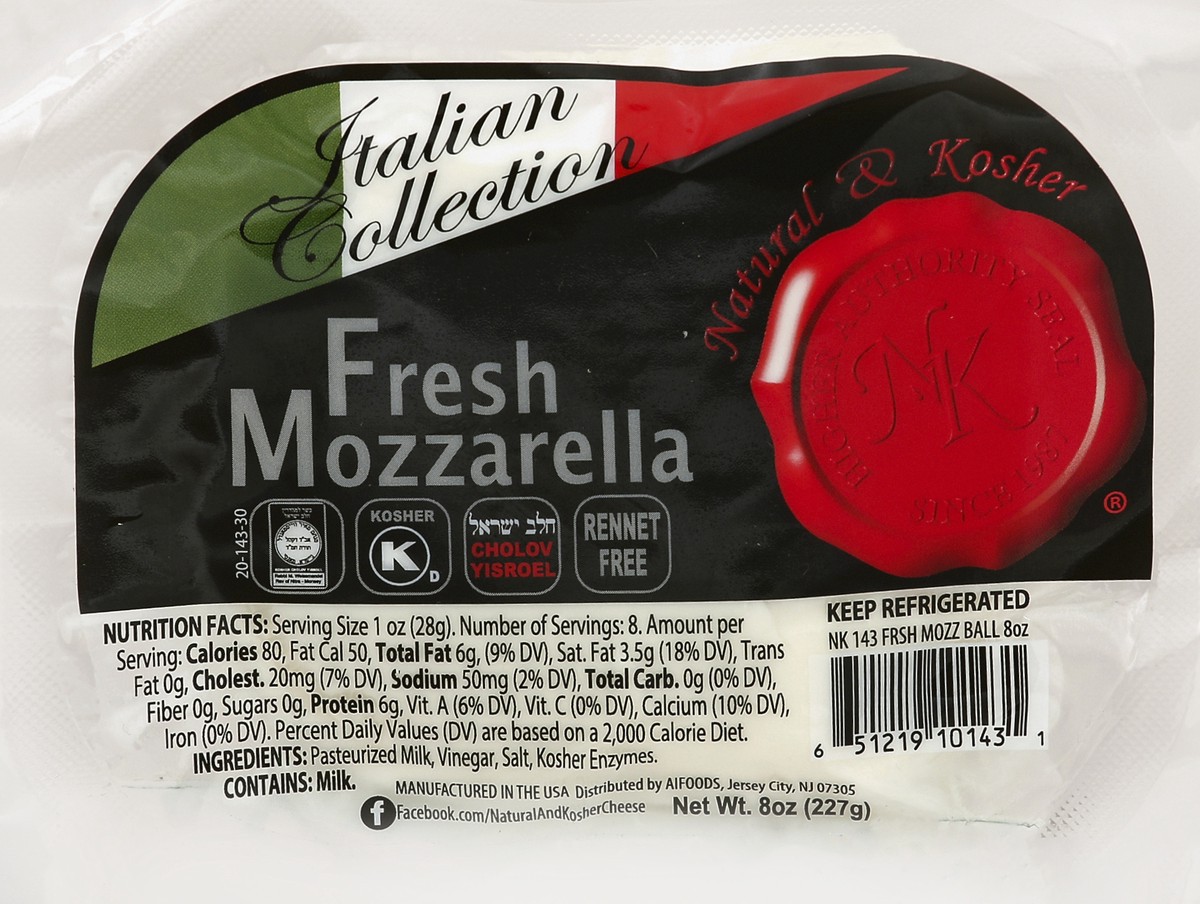 Italian
Collection
Natural & Kosher
HIGHER AUTHORITY SEAL
NK
Fresh
Mozzarella
®
20-143-30
KOSHER
K
D
חלב ישראל
CHOLOV
YISROEL
RENNET
FREE
NUTRITION FACTS: Serving Size 1 oz (28g). Number of Servings: 8. Amount per
Serving: Calories 80, Fat Cal 50, Total Fat 6g, (9% DV), Sat. Fat 3.5g (18% DV), Trans
Fat 0g, Cholest. 20mg (7% DV), Sodium 50mg (2% DV), Total Carb. 0g (0% DV),
Fiber 0g, Sugars 0g, Protein 6g, Vit. A (6% DV), Vit. C (0% DV), Calcium (10% DV),
Iron (0% DV). Percent Daily Values (DV) are based on a 2,000 Calorie Diet.
INGREDIENTS: Pasteurized Milk, Vinegar, Salt, Kosher Enzymes.
CONTAINS: Milk.
MANUFACTURED IN THE USA Distributed by AIFOODS, Jersey City, NJ 07305
f Facebook.com/NaturalAndKosherCheese Net Wt. 8oz (227g)
KEEP REFRIGERATED
NK 143 FRSH MOZZ BALL 8oz
6 51219 10143 1